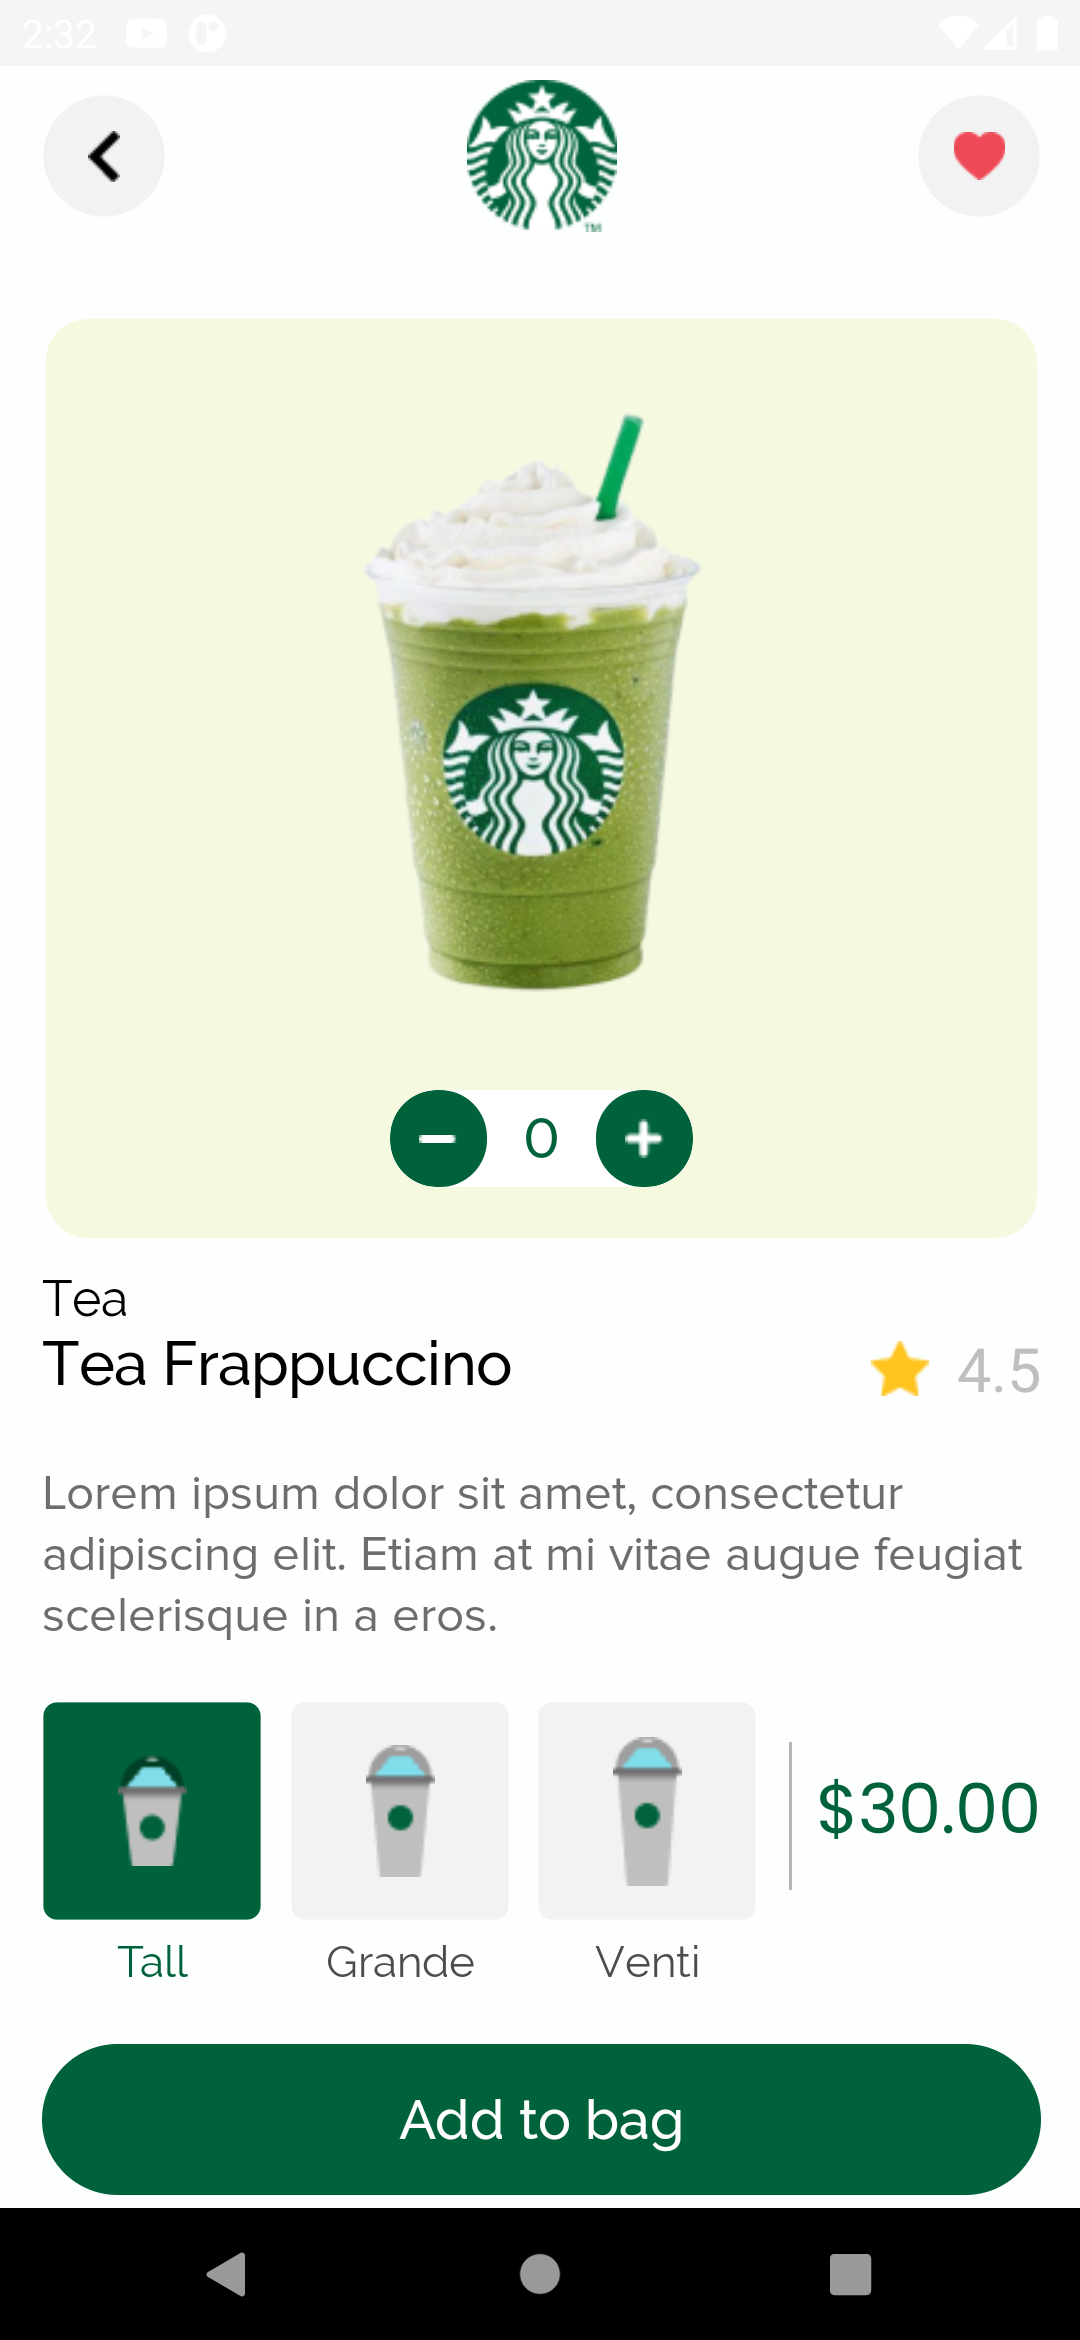 2:32
TM
0
Tea
Tea Frappuccino
4.5
Lorem ipsum dolor sit amet, consectetur
adipiscing elit. Etiam at mi vitae augue feugiat
scelerisque in a eros.
$30.00
Tall
Grande
Venti
Add to bag